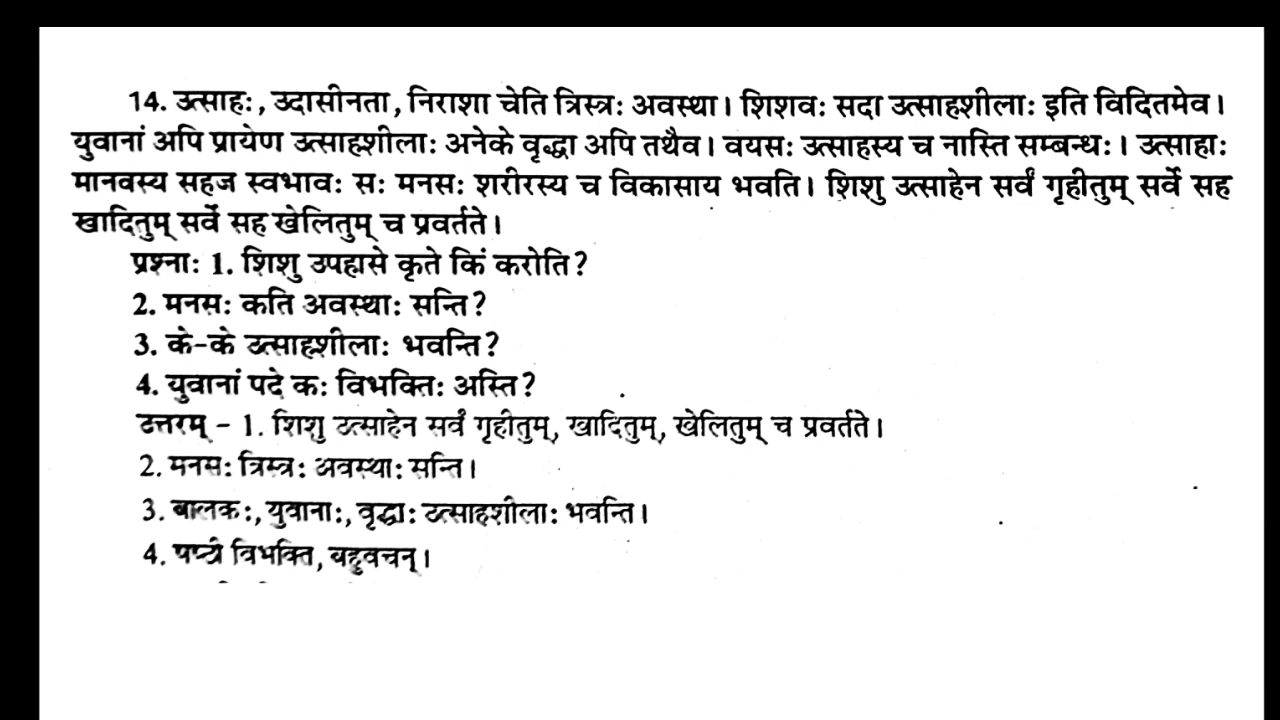 14. उत्साहः, उदासीनता, निराशा चेति त्रिस्त्रः अवस्था। शिशवः सदा उत्साहशीलाः इति विदितमेव।
युवानां अपि प्रायेण उत्साहशीलाः अनेके वृद्धा अपि तथैव। वयसः उत्साहस्य च नास्ति सम्बन्धः। उत्साहाः
मानवस्य सहज स्वभावः सः मनसः शरीरस्य च विकासाय भवति। शिशु उत्साहेन सर्वं गृहीतुम् सर्वे सह
खादितुम् सर्वे सह खेलितुम् च प्रवर्तते।
प्रश्नाः 1. शिशु उपहासे कृते किं करोति?
2. मनसः कति अवस्थाः सन्ति?
3. के-के उत्साहशीलाः भवन्ति?
4. युवानां पदे कः विभक्तिः अस्ति?
उत्तरम् - 1. शिशु उत्साहेन सर्वं गृहीतुम्, खादितुम्, खेलितुम् च प्रवर्तते।
2. मनसः त्रिस्त्रः अवस्थाः सन्ति।
3. बालकः, युवानाः, वृद्धाः उत्साहशीलाः भवन्ति।
4. षष्ठी विभक्ति, बहुवचन्।